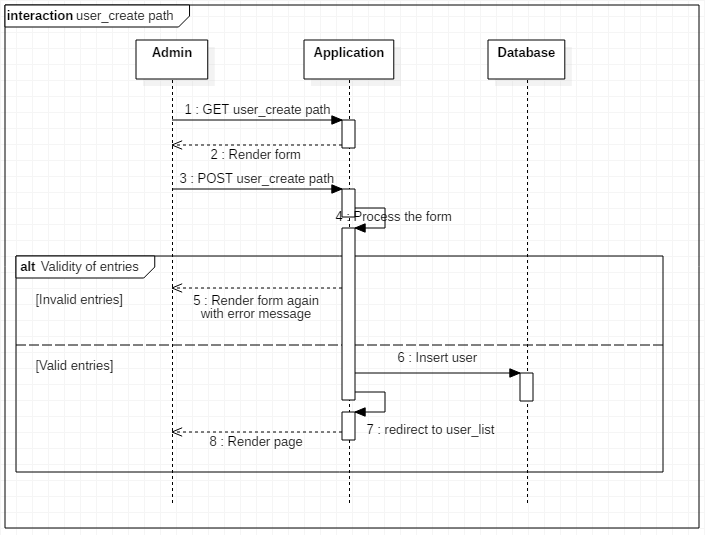 interaction user_create path
Admin
Application
Database
1 : GET user_create path
2 : Render form
3 : POST user_create path
4 : Process the form
alt Validity of entries
[Invalid entries]
5 : Render form again
with error message
[Valid entries]
6 : Insert user
7 : redirect to user_list
8 : Render page